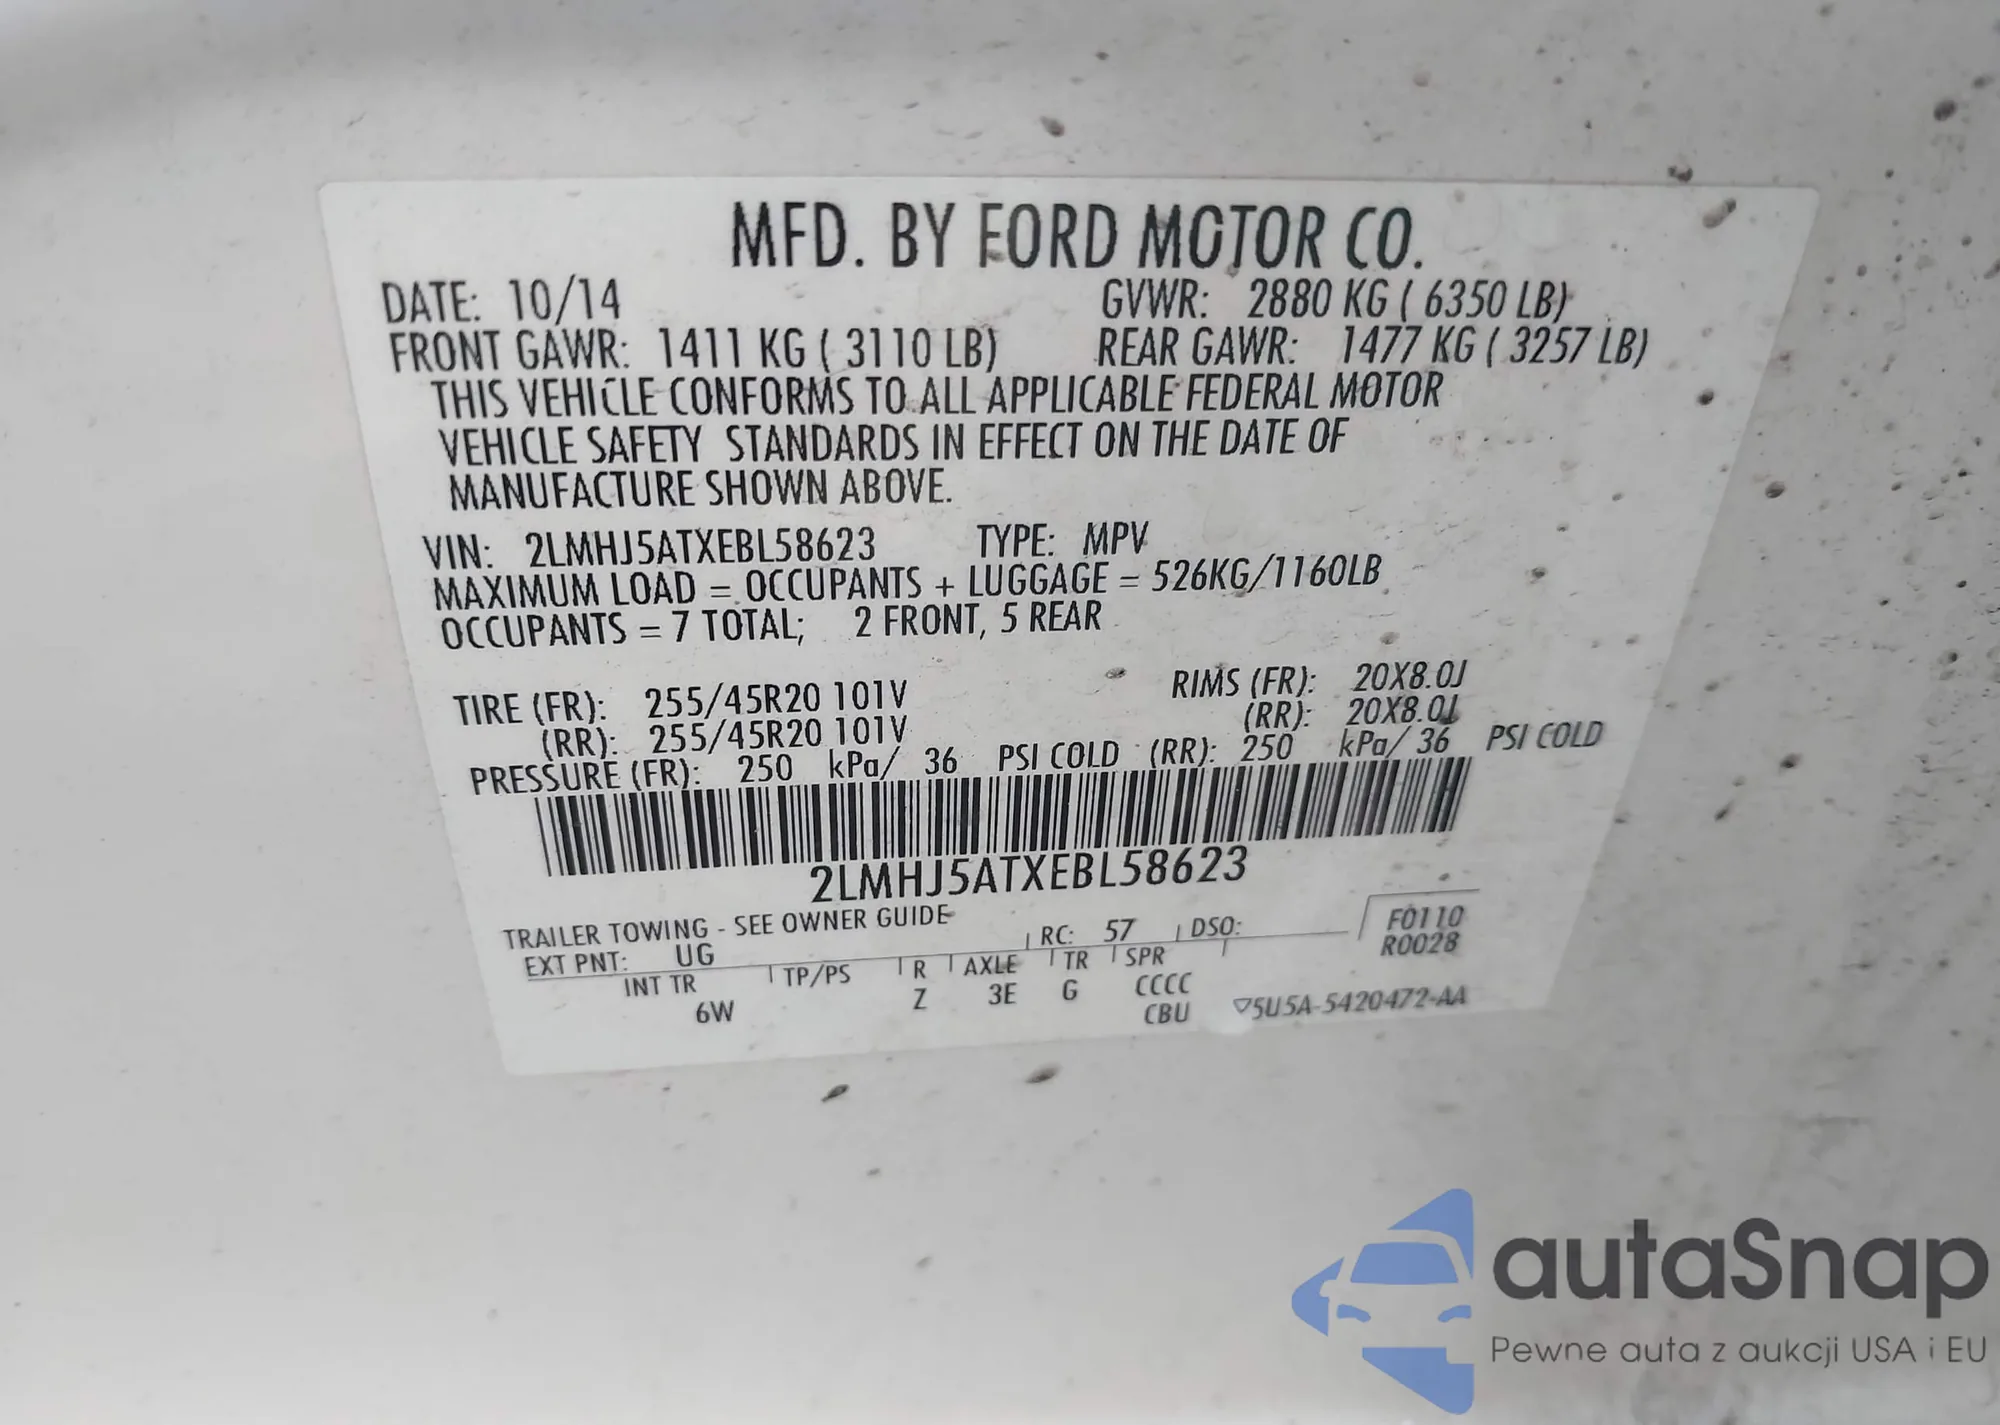 MFD. BY FORD MOTOR CO.
DATE: 10/14 GVWR: 2880 KG ( 6350 LB)
FRONT GAWR: 1411 KG ( 3110 LB) REAR GAWR: 1477 KG ( 3257 LB)
THIS VEHICLE CONFORMS TO ALL APPLICABLE FEDERAL MOTOR
VEHICLE SAFETY STANDARDS IN EFFECT ON THE DATE OF
MANUFACTURE SHOWN ABOVE.
VIN: 2LMHJ5ATXEBL58623 TYPE: MPV
MAXIMUM LOAD = OCCUPANTS + LUGGAGE = 526KG/1160LB
OCCUPANTS = 7 TOTAL; 2 FRONT, 5 REAR
TIRE (FR): 255/45R20 101V RIMS (FR): 20X8.0J
(RR): 255/45R20 101V (RR): 20X8.0J
PRESSURE (FR): 250 kPa/ 36 PSI COLD (RR): 250 kPa/ 36 PSI COLD
2LMHJ5ATXEBL58623
TRAILER TOWING - SEE OWNER GUIDE
EXT PNT: UG RC: 57 DSO: F0110
R0028
INT TR TP/PS R AXLE TR SPR
6W Z 3E G CCCC
CBU ▽5U5A-5420472-AA
autaSnap
Pewne auta z aukcji USA i EU